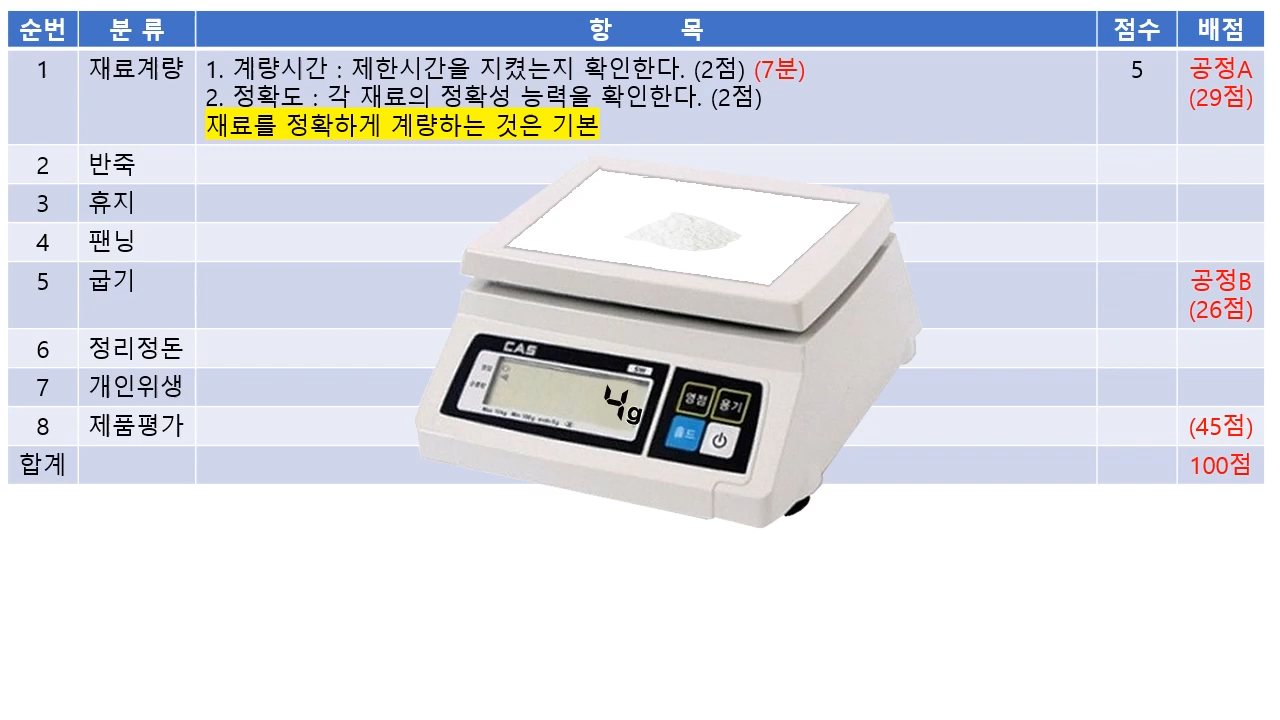 순번 분 류 항 목 점수 배점
1 재료계량 1. 계량시간 : 제한시간을 지켰는지 확인한다. (2점) (7분) 5 공정A
2. 정확도 : 각 재료의 정확성 능력을 확인한다. (2점) (29점)
재료를 정확하게 계량하는 것은 기본
2 반죽
3 휴지
4 팬닝
5 굽기 공정B
(26점)
6 정리정돈
7 개인위생
8 제품평가 (45점)
합계 100점
CAS
SW
4g
영점 용기
홀드